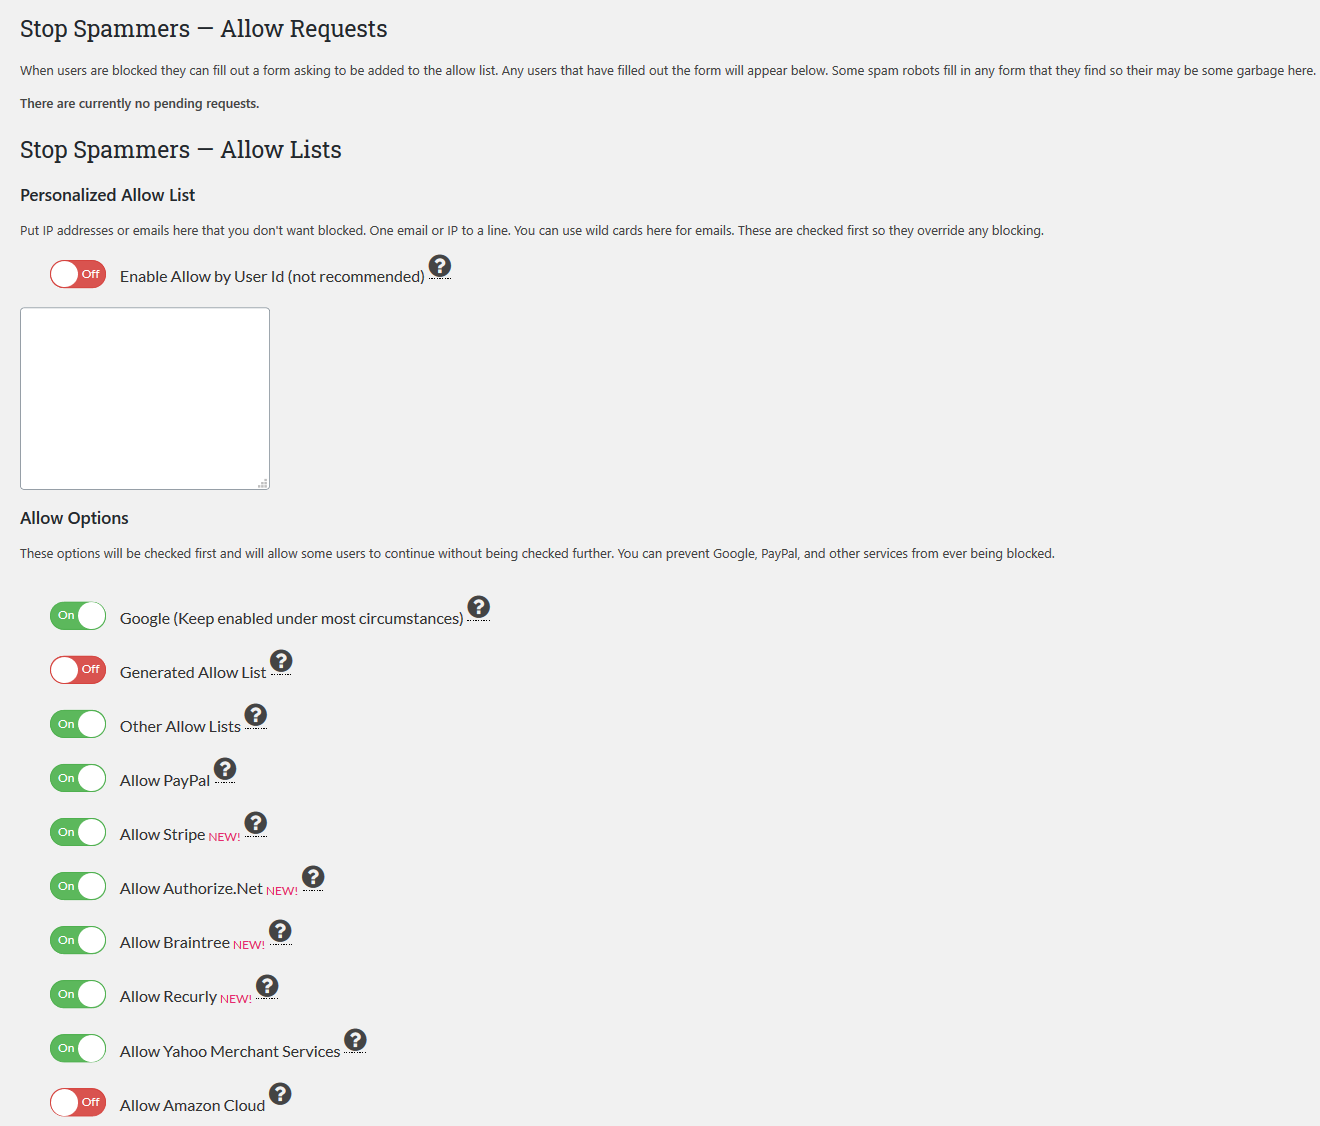 Stop Spammers — Allow Requests
When users are blocked they can fill out a form asking to be added to the allow list. Any users that have filled out the form will appear below. Some spam robots fill in any form that they find so their may be some garbage here.
There are currently no pending requests.
Stop Spammers — Allow Lists
Personalized Allow List
Put IP addresses or emails here that you don't want blocked. One email or IP to a line. You can use wild cards here for emails. These are checked first so they override any blocking.
Off Enable Allow by User Id (not recommended) ?
Allow Options
These options will be checked first and will allow some users to continue without being checked further. You can prevent Google, PayPal, and other services from ever being blocked.
On Google (Keep enabled under most circumstances) ?
Off Generated Allow List ?
On Other Allow Lists ?
On Allow PayPal ?
On Allow Stripe NEW! ?
On Allow Authorize.Net NEW! ?
On Allow Braintree NEW! ?
On Allow Recurly NEW! ?
On Allow Yahoo Merchant Services ?
Off Allow Amazon Cloud ?